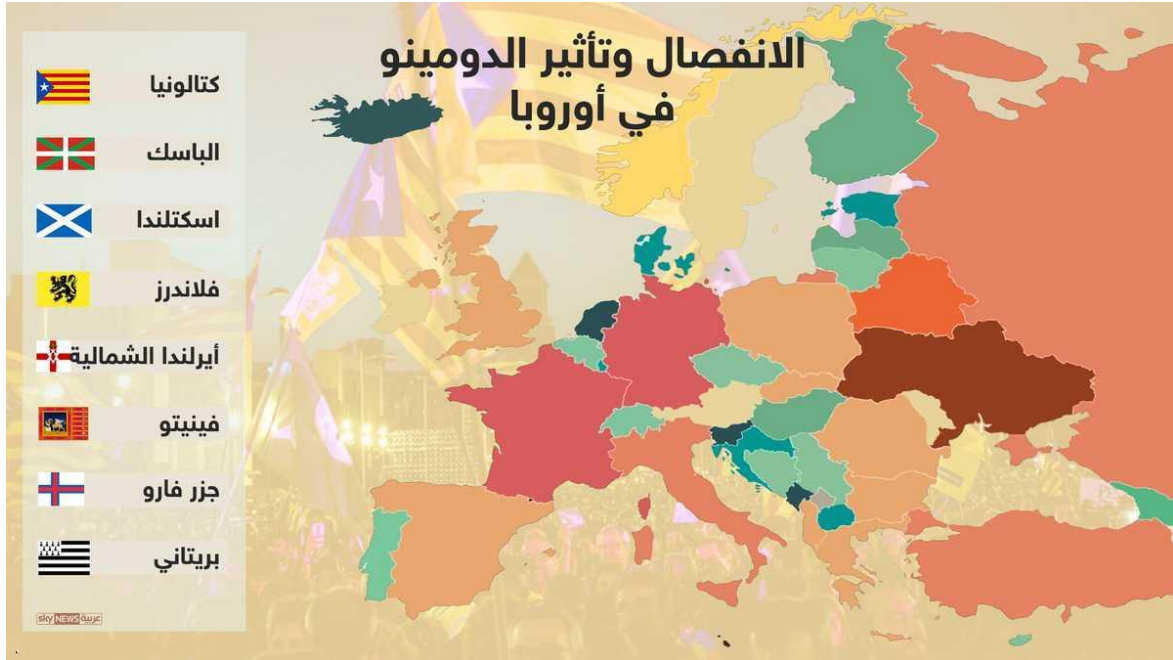 الانفصال وتأثير الدومينو
في أوروبا
كتالونيا
الباسك
اسكتلندا
فلاندرز
أيرلندا الشمالية
فينيتو
جزر فارو
بريتاني
sky NEWS عربية